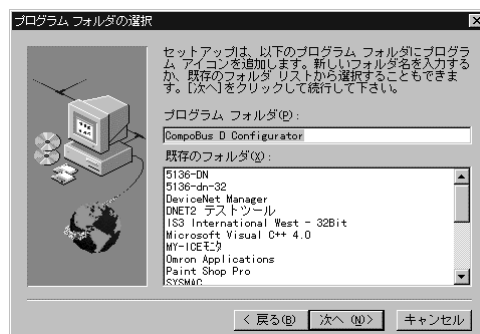 プログラム フォルダの選択
セットアップは、以下のプログラム フォルダにプログラ
ム アイコンを追加します。新しいフォルダ名を入力する
か、既存のフォルダ リストから選択することもできま
す。[次へ]をクリックして続行して下さい。
プログラム フォルダ(P):
CompoBus D Configurator
既存のフォルダ(X):
5136-DN
5136-dn-32
DeviceNet Manager
DNET2 テストツール
IS3 International West - 32Bit
Microsoft Visual C++ 4.0
MY-ICEモニタ
Omron Applications
Paint Shop Pro
SYSMAC
< 戻る(B) 次へ (N)> キャンセル